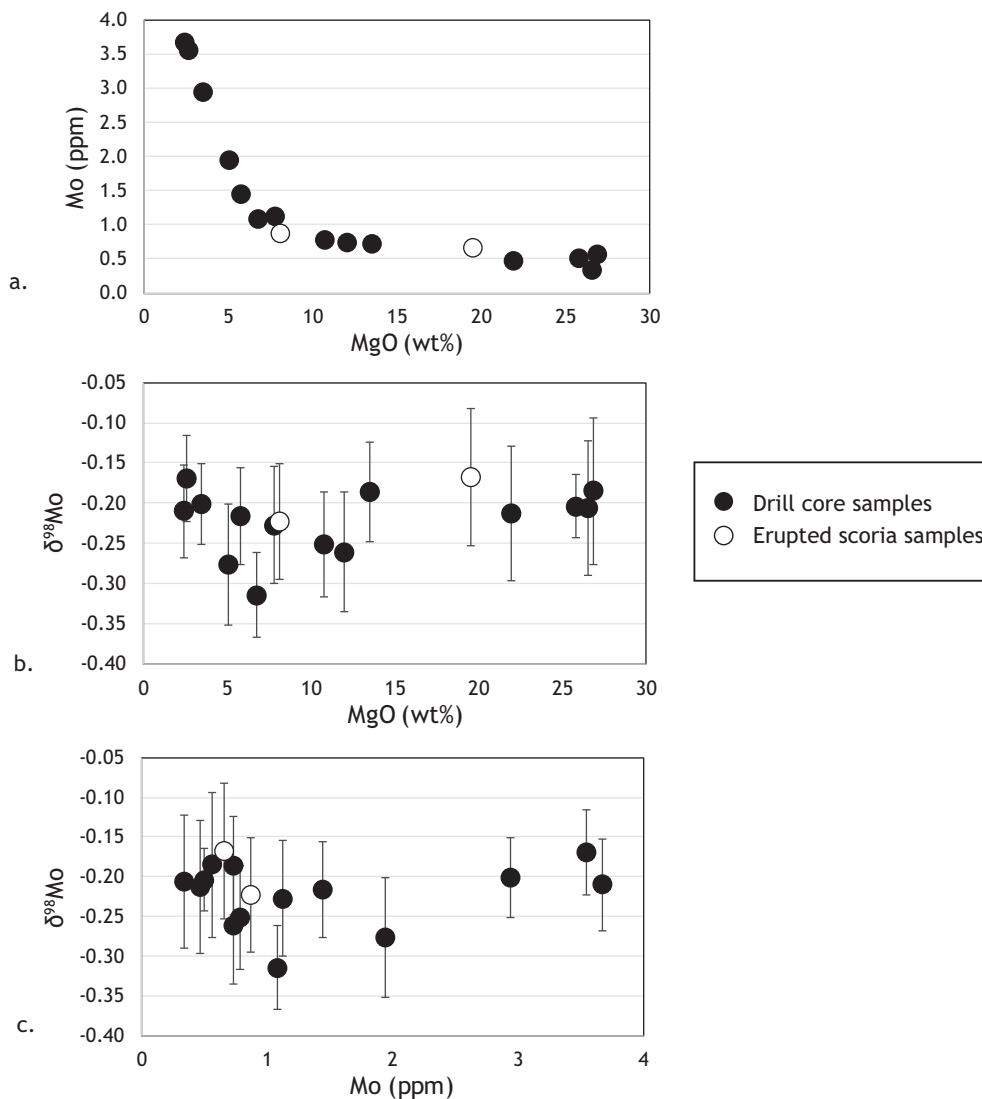 4.0
3.5
3.0
2.5
2.0
1.5
1.0
0.5
0.0
Mo (ppm)
0 5 10 15 20 25 30
MgO (wt%)
a.
-0.05
-0.10
-0.15
-0.20
-0.25
-0.30
-0.35
-0.40
δ⁹⁸Mo
0 5 10 15 20 25 30
MgO (wt%)
b.
Drill core samples
Erupted scoria samples
-0.05
-0.10
-0.15
-0.20
-0.25
-0.30
-0.35
-0.40
δ⁹⁸Mo
0 1 2 3 4
Mo (ppm)
c.